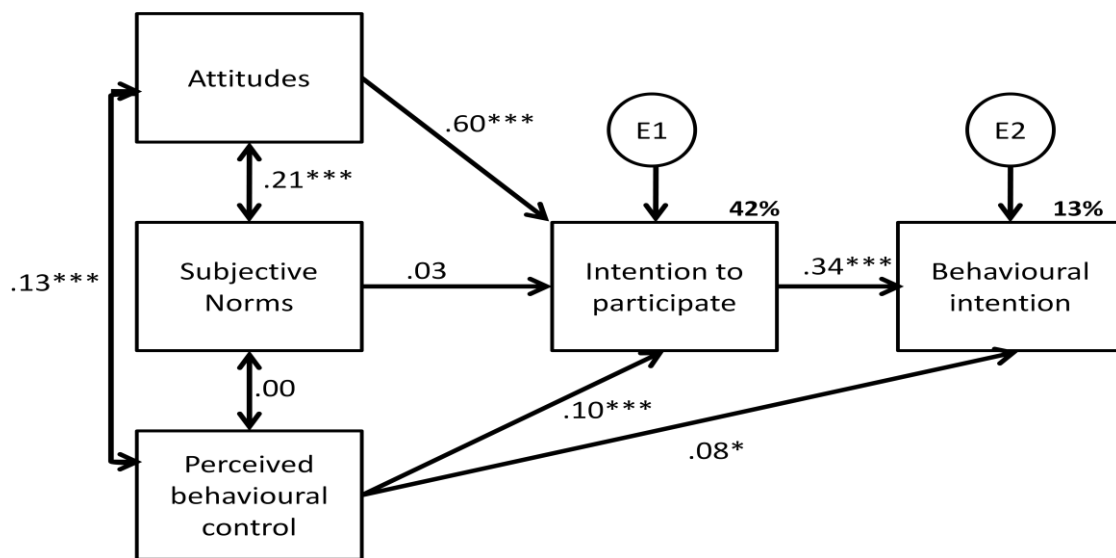 Attitudes
.60***
E1
E2
.21***
42%
13%
.13***
Subjective
Norms
.03
Intention to
participate
.34***
Behavioural
intention
.00
.10***
.08*
Perceived
behavioural
control